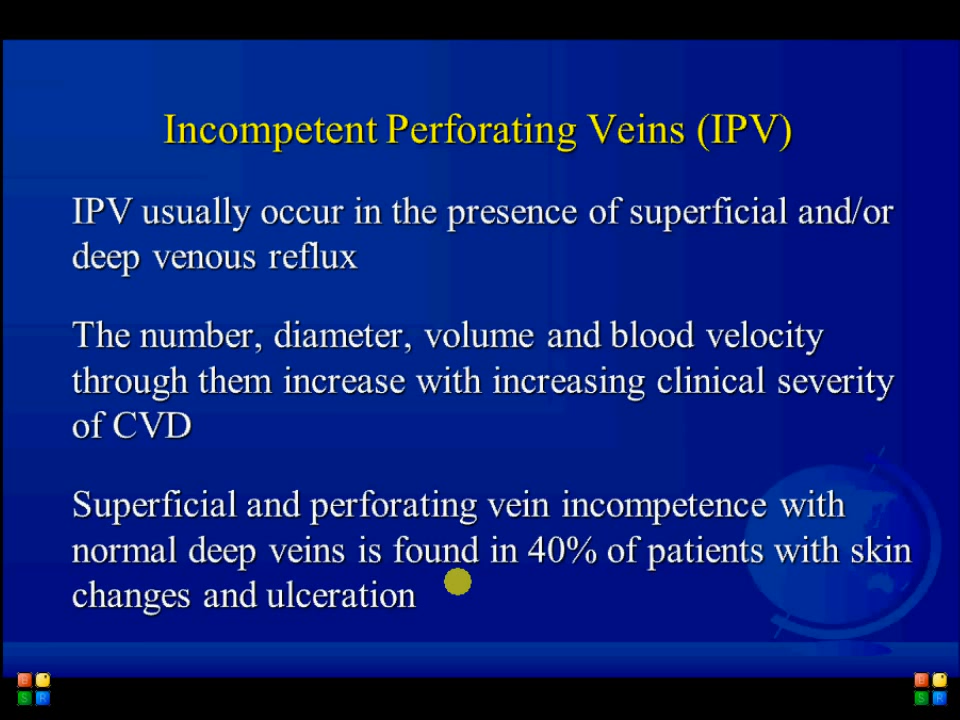 Incompetent Perforating Veins (IPV)
IPV usually occur in the presence of superficial and/or
deep venous reflux
The number, diameter, volume and blood velocity
through them increase with increasing clinical severity
of CVD
Superficial and perforating vein incompetence with
normal deep veins is found in 40% of patients with skin
changes and ulceration
B
S R
B
S R